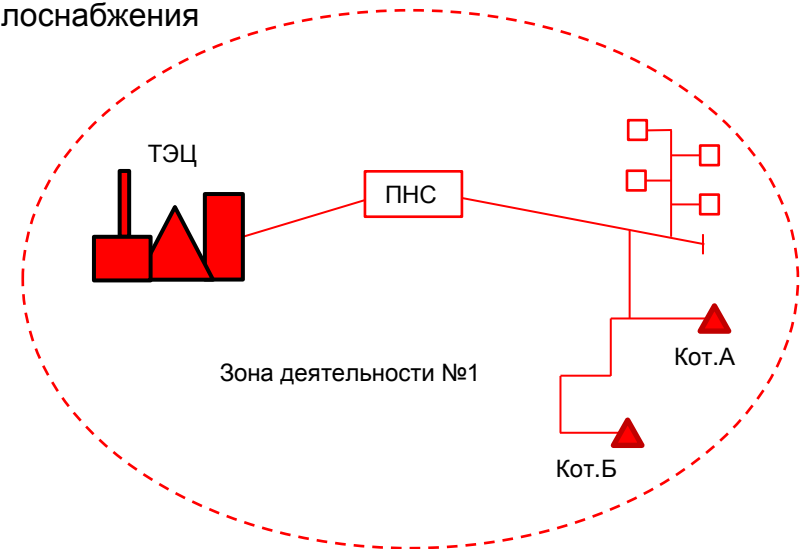 лоснабжения
ТЭЦ
ПНС
Кот.А
Зона деятельности №1
Кот.Б